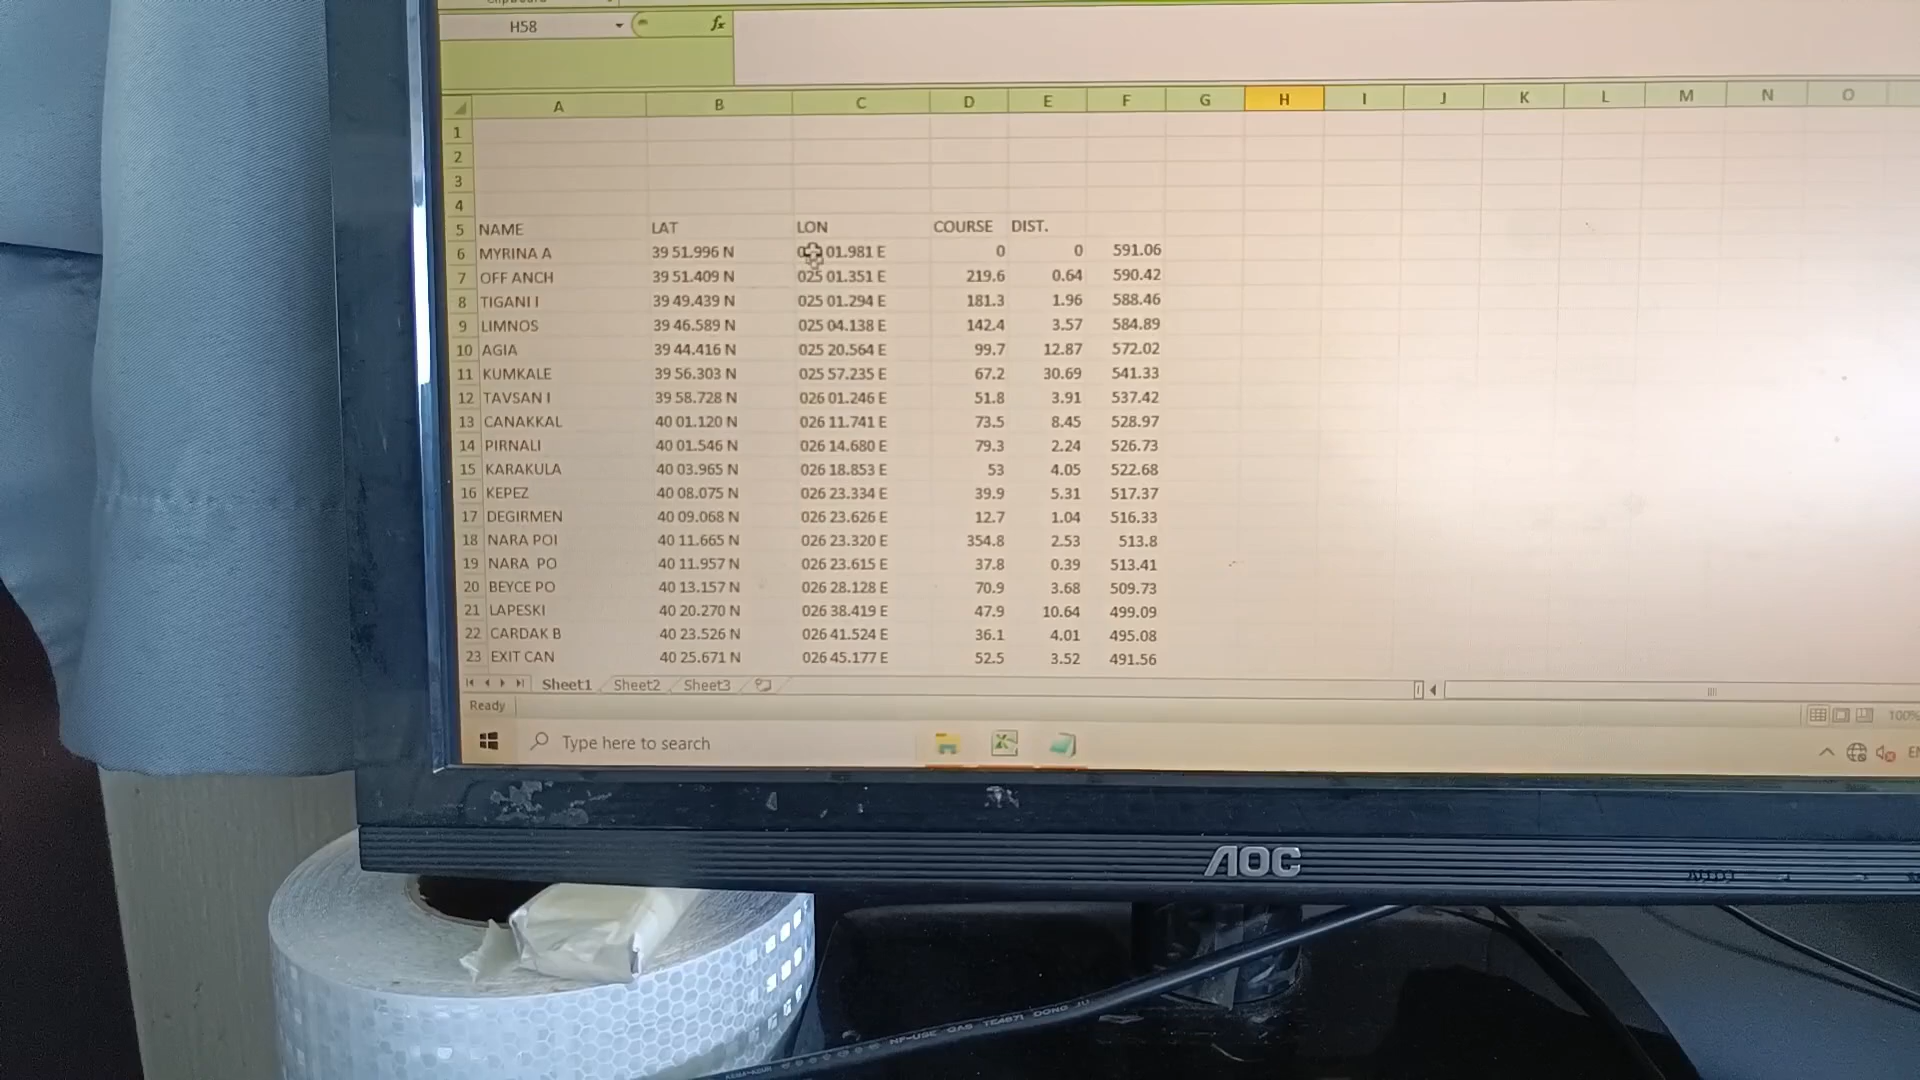 H58 fx
A B C D E F G H I J K L M N O
1
2
3
4
5 NAME LAT LON COURSE DIST.
6 MYRINA A 39 51.996 N 01.981 E 0 0 591.06
7 OFF ANCH 39 51.409 N 025 01.351 E 219.6 0.64 590.42
8 TIGANI I 39 49.439 N 025 01.294 E 181.3 1.96 588.46
9 LIMNOS 39 46.589 N 025 04.138 E 142.4 3.57 584.89
10 AGIA 39 44.416 N 025 20.564 E 99.7 12.87 572.02
11 KUMKALE 39 56.303 N 025 57.235 E 67.2 30.69 541.33
12 TAVSAN I 39 58.728 N 026 01.246 E 51.8 3.91 537.42
13 CANAKKAL 40 01.120 N 026 11.741 E 73.5 8.45 528.97
14 PIRNALI 40 01.546 N 026 14.680 E 79.3 2.24 526.73
15 KARAKULA 40 03.965 N 026 18.853 E 53 4.05 522.68
16 KEPEZ 40 08.075 N 026 23.334 E 39.9 5.31 517.37
17 DEGIRMEN 40 09.068 N 026 23.626 E 12.7 1.04 516.33
18 NARA POI 40 11.665 N 026 23.320 E 354.8 2.53 513.8
19 NARA PO 40 11.957 N 026 23.615 E 37.8 0.39 513.41
20 BEYCE PO 40 13.157 N 026 28.128 E 70.9 3.68 509.73
21 LAPESKI 40 20.270 N 026 38.419 E 47.9 10.64 499.09
22 CARDAK B 40 23.526 N 026 41.524 E 36.1 4.01 495.08
23 EXIT CAN 40 25.671 N 026 45.177 E 52.5 3.52 491.56
Sheet1 Sheet2 Sheet3
Ready 100%
Type here to search
AOC